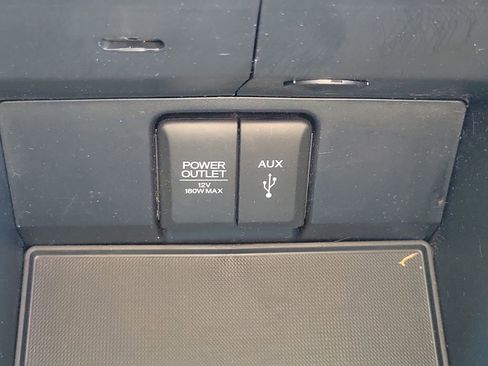 POWER
OUTLET
12V
180W MAX
AUX